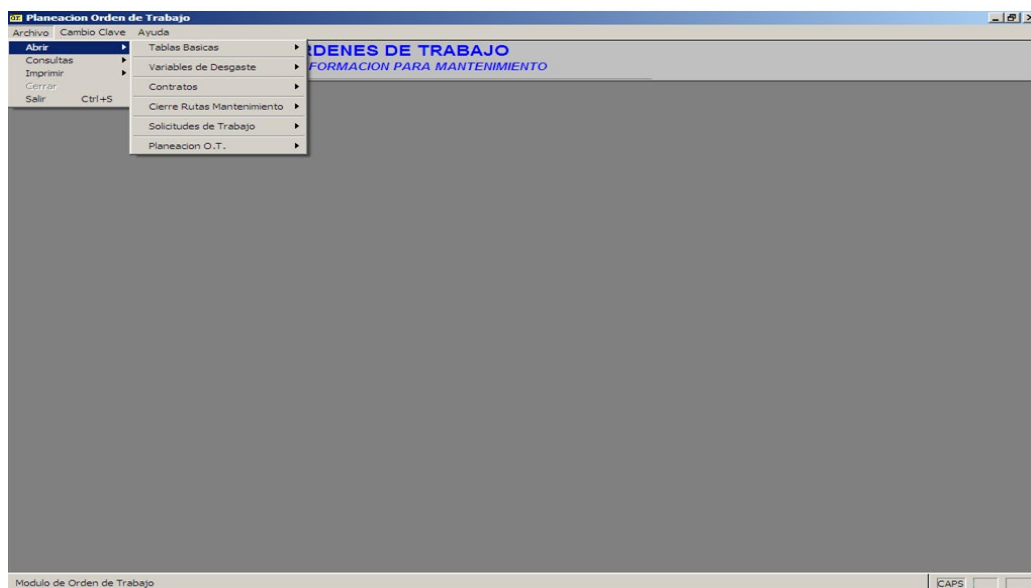 OT Planeacion Orden de Trabajo
Archivo Cambio Clave Ayuda
RDENES DE TRABAJO
FORMACION PARA MANTENIMIENTO
Abrir
Consultas
Imprimir
Cerrar
Salir Ctrl+S
Tablas Basicas
Variables de Desgaste
Contratos
Cierre Rutas Mantenimiento
Solicitudes de Trabajo
Planeacion O.T.
Modulo de Orden de Trabajo CAPS